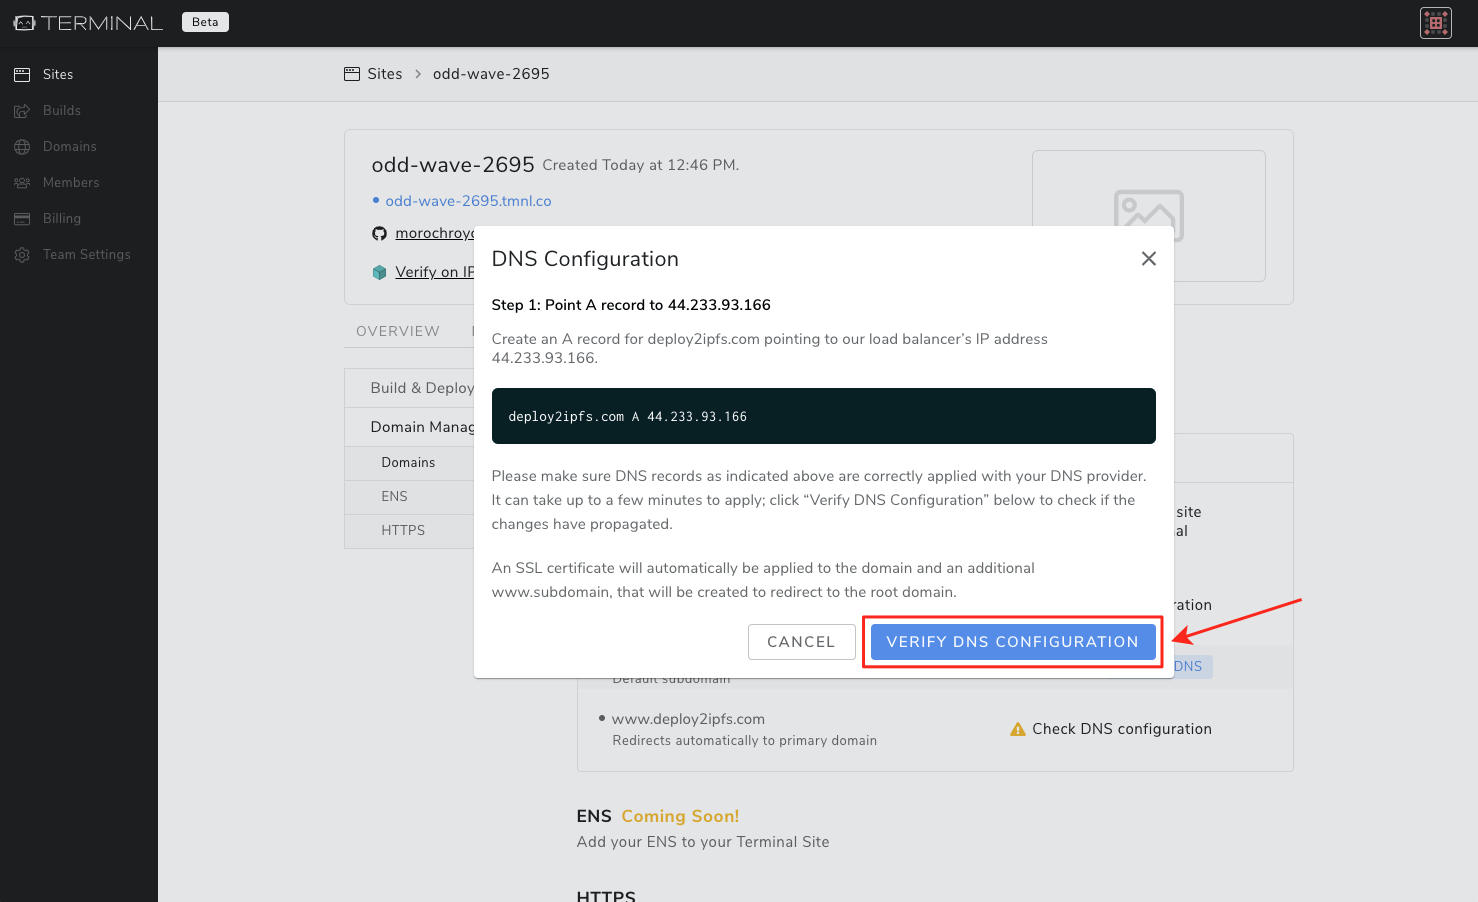 TERMINAL Beta
Sites
Builds
Domains
Members
Billing
Team Settings
Sites > odd-wave-2695
odd-wave-2695 Created Today at 12:46 PM.
odd-wave-2695.tmnl.co
Verify on
OVERVIEW
Build & Deploy
Domain
Domains
ENS
HTTPS
DNS Configuration
Step 1: Point A record to 44.233.93.166
Create an A record for deploy2ipfs.com pointing to our load balancer’s IP address
44.233.93.166.
deploy2ipfs.com A 44.233.93.166
Please make sure DNS records as indicated above are correctly applied with your DNS provider.
It can take up to a few minutes to apply; click “Verify DNS Configuration” below to check if the
changes have propagated.
An SSL certificate will automatically be applied to the domain and an additional
www.subdomain, that will be created to redirect to the root domain.
CANCEL
VERIFY DNS CONFIGURATION
site
DNS
Default subdomain
www.deploy2ipfs.com
Redirects automatically to primary domain
Check DNS configuration
ENS Coming Soon!
Add your ENS to your Terminal Site
HTTPS